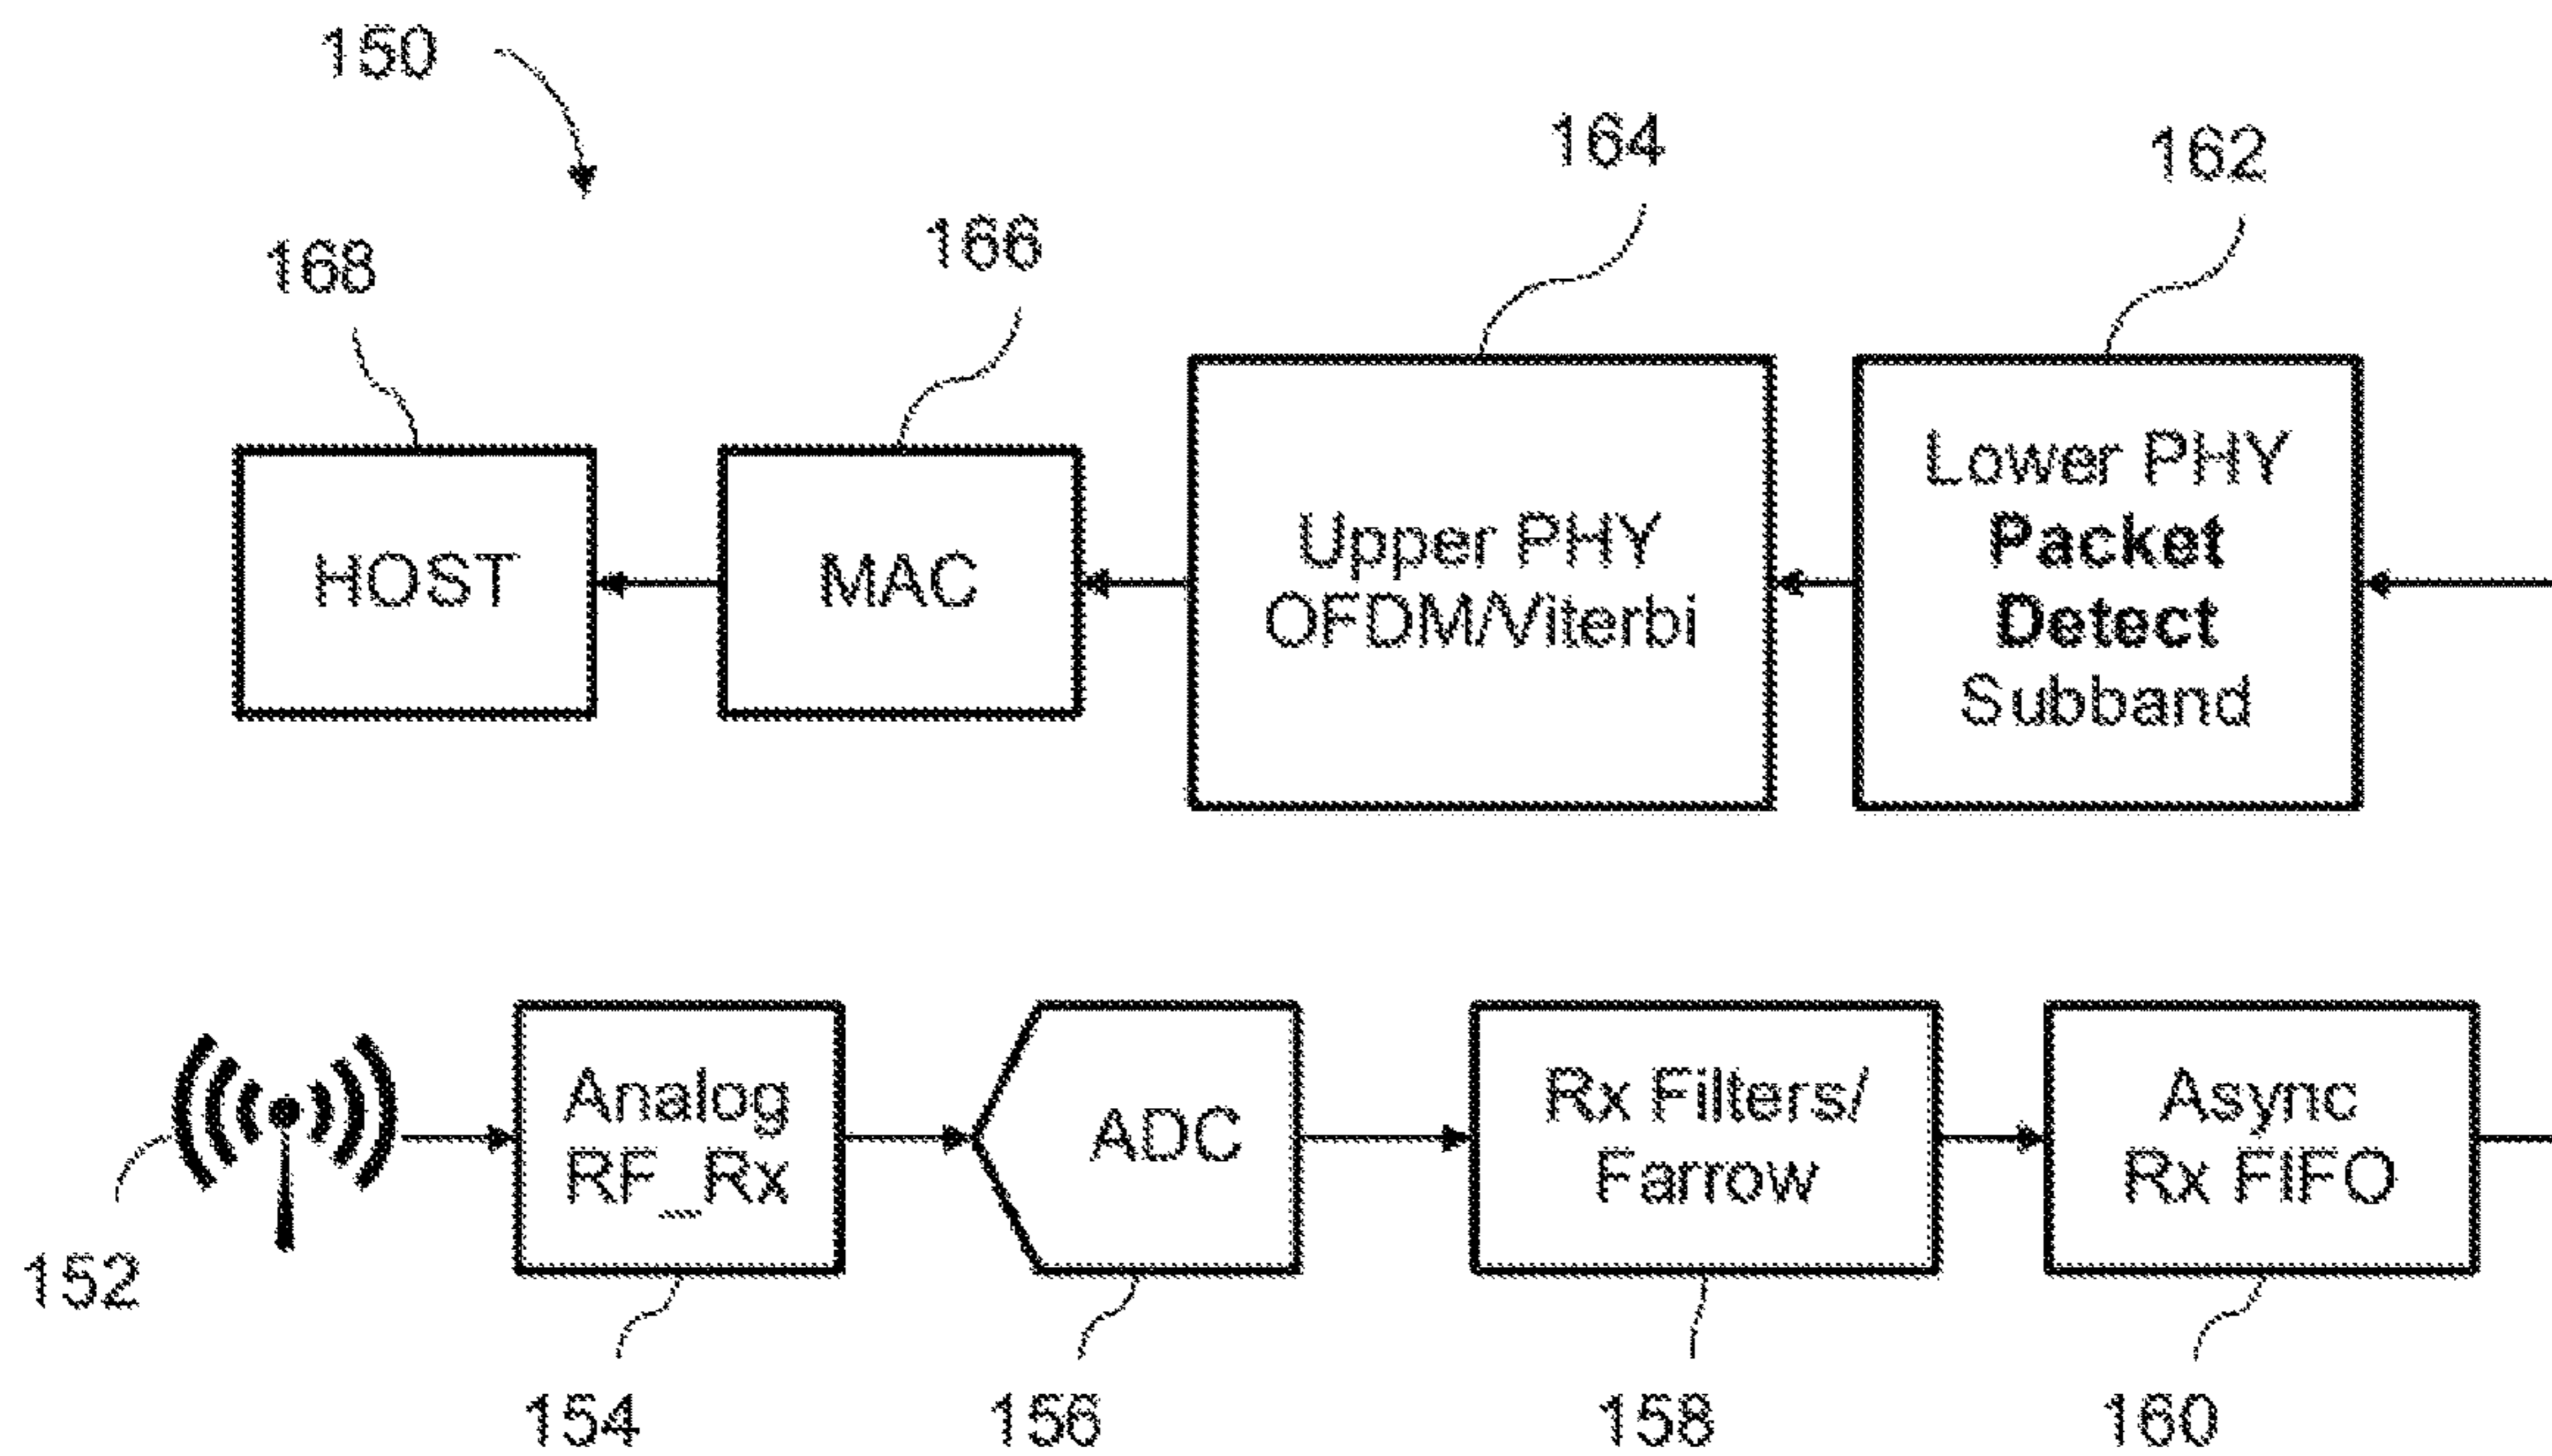 150
164
162
168
166
HOST
MAC
Upper PHY
OFDM/Viterbi
Lower PHY
Packet
Detect
Subband
Analog
RF_Rx
ADC
Rx Filters/
Farrow
Async
Rx FIFO
152
154
156
158
160